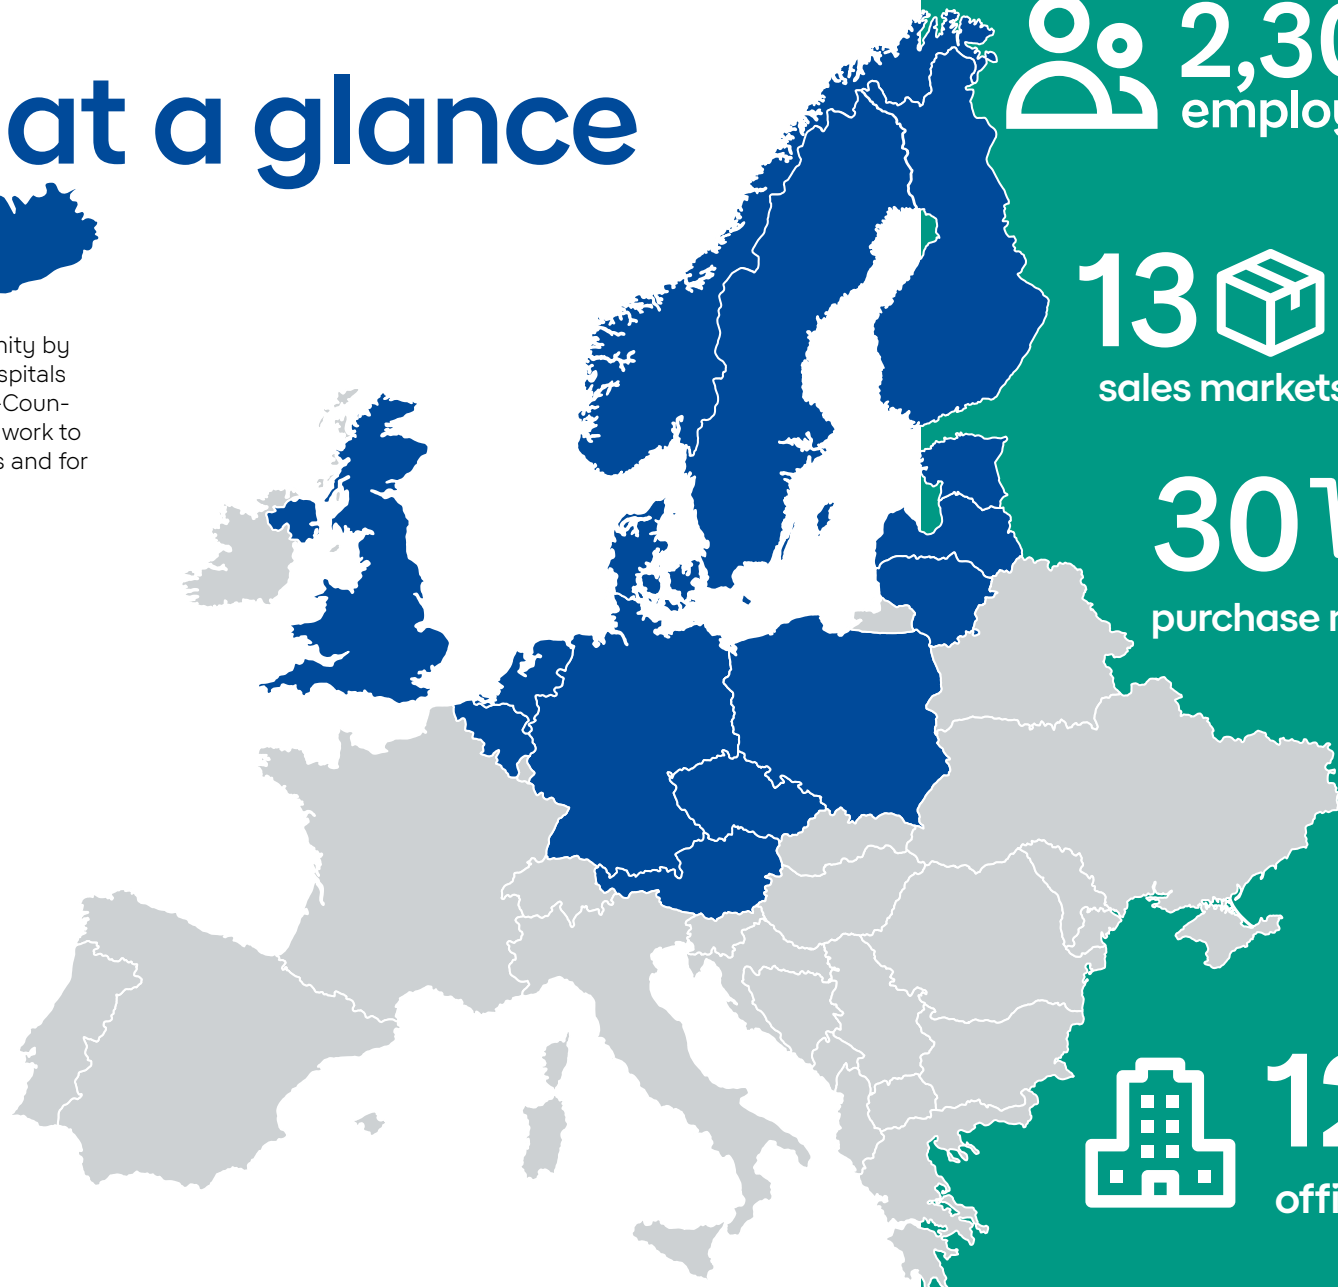 at a glance
nity by
spitals
-Coun-
work to
s and for
2,30
emplo
13
sales markets
30
purchase
12
offi